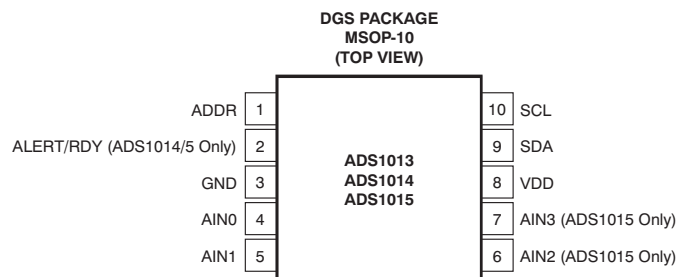 DGS PACKAGE
MSOP-10
(TOP VIEW)
ADDR 1
10 SCL
ALERT/RDY (ADS1014/5 Only) 2
9 SDA
GND 3
8 VDD
AIN0 4
7 AIN3 (ADS1015 Only)
AIN1 5
6 AIN2 (ADS1015 Only)
ADS1013
ADS1014
ADS1015